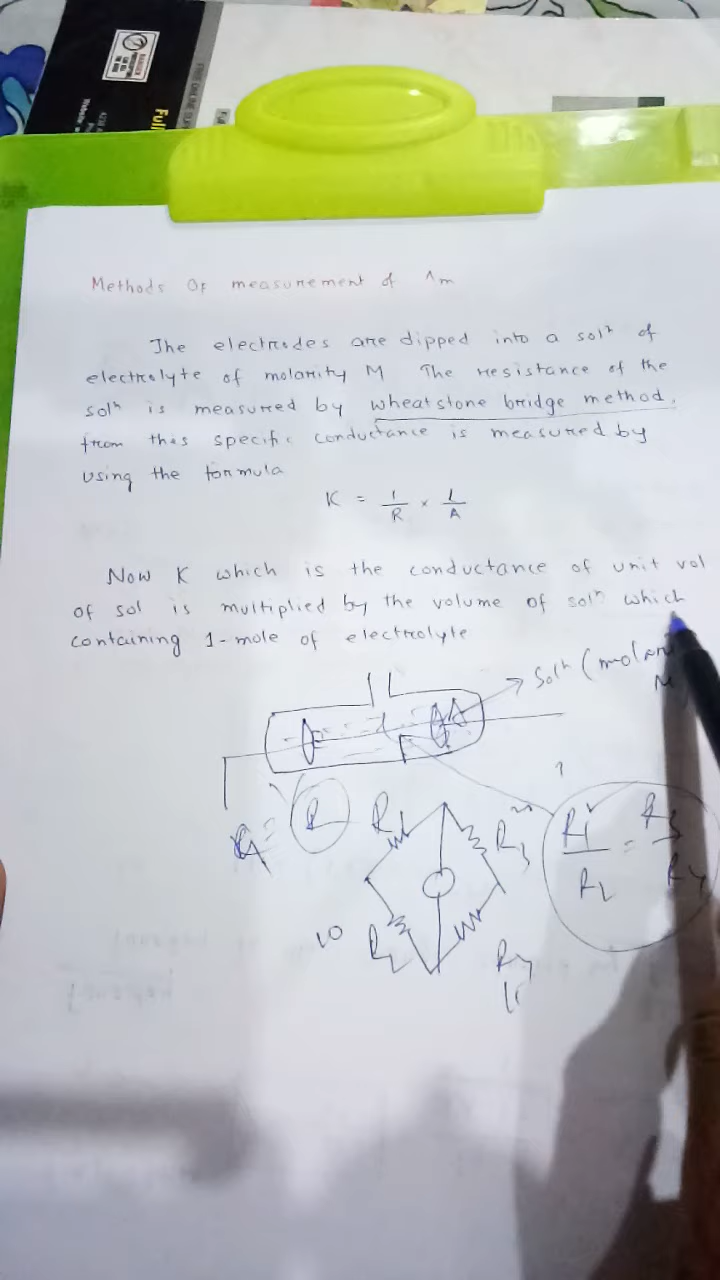 Methods Of measurement of Λm
The electrodes are dipped into a solⁿ of
electrolyte of molarity M The resistance of the
solⁿ is measured by wheatstone bridge method.
from this specific conductance is measured by
using the formula
K = 1/R × l/A
Now K which is the conductance of unit vol
of sol is multiplied by the volume of solⁿ which
containing 1-mole of electrolyte
Solⁿ (molar
M
R
R1
R3
R1/R2 = R3/R4
10
R2
R4
Full